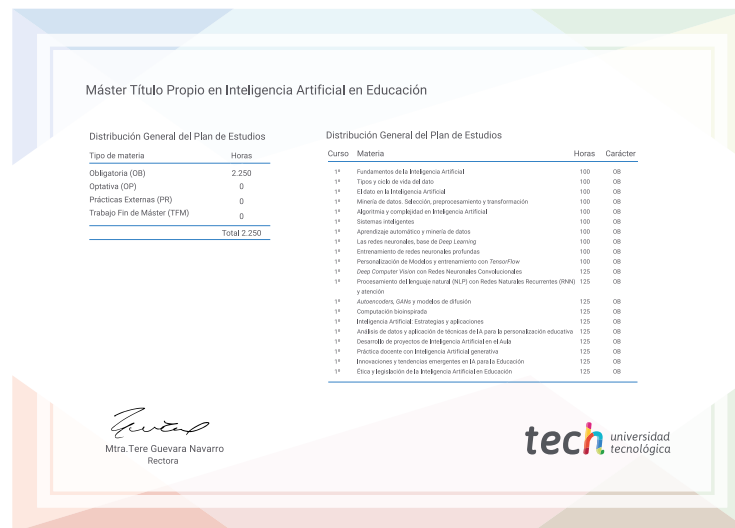 Máster Título Propio en Inteligencia Artificial en Educación
Distribución General del Plan de Estudios
Tipo de materia Horas
Obligatoria (OB) 2.250
Optativa (OP) 0
Prácticas Externas (PR) 0
Trabajo Fin de Máster (TFM) 0
Total 2.250
Distribución General del Plan de Estudios
Curso Materia Horas Carácter
1º Fundamentos de la Inteligencia Artificial 100 OB
1º Tipos y ciclo de vida del dato 100 OB
1º El dato en la Inteligencia Artificial 100 OB
1º Minería de datos. Selección, preprocesamiento y transformación 100 OB
1º Algoritmia y complejidad en Inteligencia Artificial 100 OB
1º Sistemas inteligentes 100 OB
1º Aprendizaje automático y minería de datos 100 OB
1º Las redes neuronales, base de Deep Learning 100 OB
1º Entrenamiento de redes neuronales profundas 100 OB
1º Personalización de Modelos y entrenamiento con TensorFlow 100 OB
1º Deep Computer Vision con Redes Neuronales Convolucionales 125 OB
1º Procesamiento del lenguaje natural (NLP) con Redes Naturales Recurrentes (RNN) 125 OB
y atención
1º Autoencoders, GANs y modelos de difusión 125 OB
1º Computación bioinspirada 125 OB
1º Inteligencia Artificial: Estrategias y aplicaciones 125 OB
1º Análisis de datos y aplicación de técnicas de IA para la personalización educativa 125 OB
1º Desarrollo de proyectos de Inteligencia Artificial en el Aula 125 OB
1º Práctica docente con Inteligencia Artificial generativa 125 OB
1º Innovaciones y tendencias emergentes en IA para la Educación 125 OB
1º Ética y legislación de la Inteligencia Artificial en Educación 125 OB
Mtra.Tere Guevara Navarro
Rectora
tech universidad
tecnológica